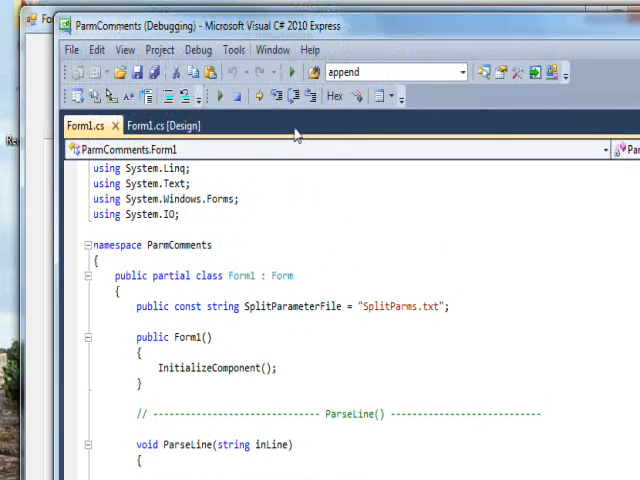 Fo
ParmComments (Debugging) - Microsoft Visual C# 2010 Express
File Edit View Project Debug Tools Window Help
append
Hex
Form1.cs Form1.cs [Design]
Re
ParmComments.Form1
Par
using System.Linq;
using System.Text;
using System.Windows.Forms;
using System.IO;
namespace ParmComments
{
public partial class Form1 : Form
{
public const string SplitParameterFile = "SplitParms.txt";
public Form1()
{
InitializeComponent();
}
// ------------------------------- ParseLine() ----------------------------
void ParseLine(string inLine)
{